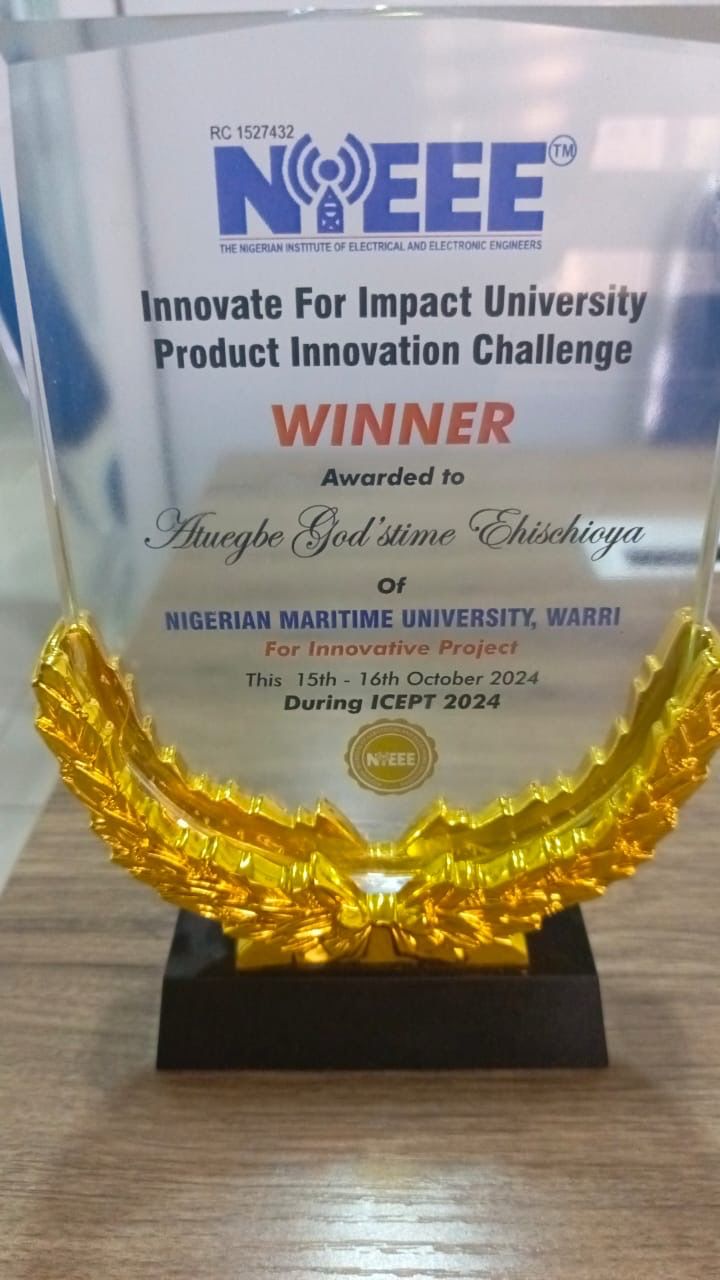 RC 1527432
NIEEE TM
THE NIGERIAN INSTITUTE OF ELECTRICAL AND ELECTRONIC ENGINEERS
Innovate For Impact University
Product Innovation Challenge
WINNER
Awarded to
Atuegbe God'stime Ehischioya
Of
NIGERIAN MARITIME UNIVERSITY, WARRI
For Innovative Project
This 15th - 16th October 2024
During ICEPT 2024
NIEEE